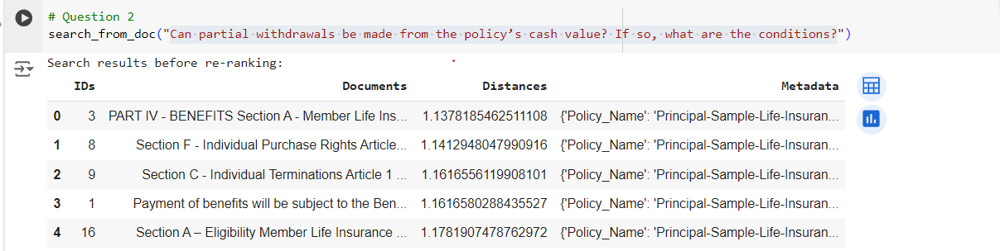 # Question 2
search_from_doc("Can partial withdrawals be made from the policy’s cash value? If so, what are the conditions?")
Search results before re-ranking:
IDs Documents Distances Metadata
0 3 PART IV - BENEFITS Section A - Member Life Ins... 1.1378185462511108 {'Policy_Name': 'Principal-Sample-Life-Insuran...
1 8 Section F - Individual Purchase Rights Article... 1.1412948047990916 {'Policy_Name': 'Principal-Sample-Life-Insuran...
2 9 Section C - Individual Terminations Article 1 ... 1.1616556119908101 {'Policy_Name': 'Principal-Sample-Life-Insuran...
3 1 Payment of benefits will be subject to the Ben... 1.1616580288435527 {'Policy_Name': 'Principal-Sample-Life-Insuran...
4 16 Section A – Eligibility Member Life Insurance ... 1.1781907478762972 {'Policy_Name': 'Principal-Sample-Life-Insuran...